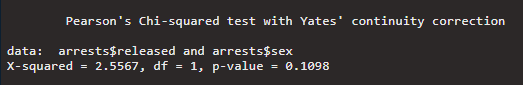 Pearson's Chi-squared test with Yates' continuity correction
data:  arrests$released and arrests$sex
X-squared = 2.5567, df = 1, p-value = 0.1098